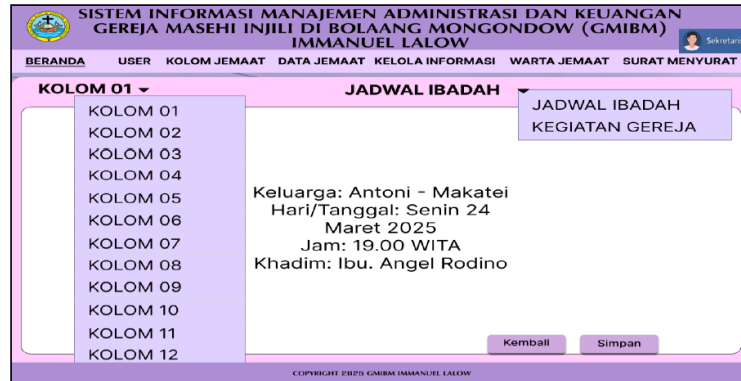 SISTEM INFORMASI MANAJEMEN ADMINISTRASI DAN KEUANGAN
GEREJA MASEHI INJILI DI BOLAANG MONGONDOW (GMIBM)
IMMANUEL LALOW
Sekretaris
BERANDA USER KOLOM JEMAAT DATA JEMAAT KELOLA INFORMASI WARTA JEMAAT SURAT MENYURAT
KOLOM 01
JADWAL IBADAH
KOLOM 01
KOLOM 02
KOLOM 03
KOLOM 04
KOLOM 05
KOLOM 06
KOLOM 07
KOLOM 08
KOLOM 09
KOLOM 10
KOLOM 11
KOLOM 12
JADWAL IBADAH
KEGIATAN GEREJA
Keluarga: Antoni - Makatei
Hari/Tanggal: Senin 24
Maret 2025
Jam: 19.00 WITA
Khadim: Ibu. Angel Rodino
Kembali
Simpan
COPYRIGHT 2025 GMIBM IMMANUEL LALOW